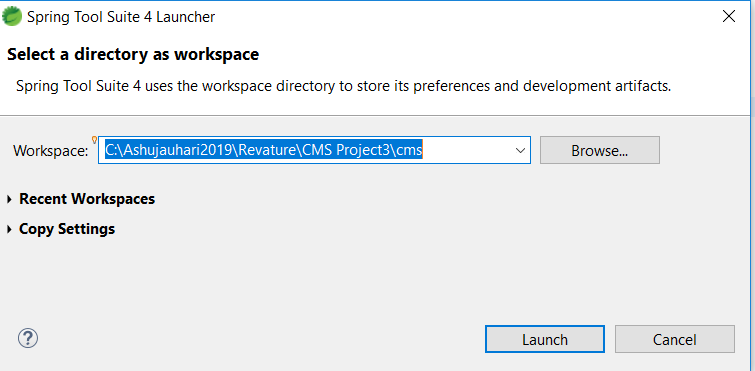 Spring Tool Suite 4 Launcher
Select a directory as workspace
Spring Tool Suite 4 uses the workspace directory to store its preferences and development artifacts.
Workspace: C:\Ashujauhari2019\Revature\CMS Project3\cms Browse...
Recent Workspaces
Copy Settings
? Launch Cancel